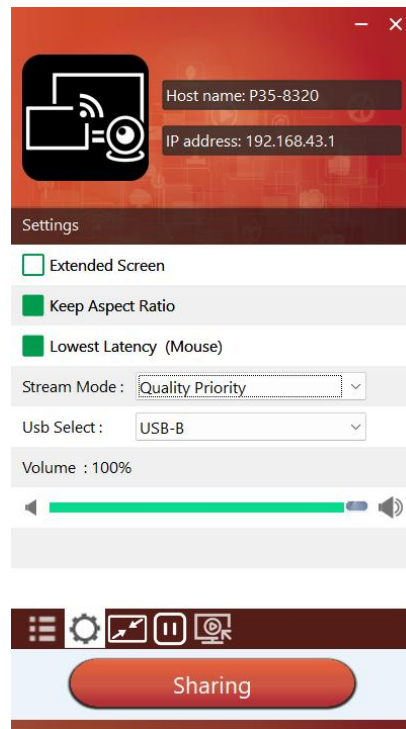 Host name: P35-8320
IP address: 192.168.43.1
Settings
Extended Screen
Keep Aspect Ratio
Lowest Latency (Mouse)
Stream Mode : Quality Priority
Usb Select : USB-B
Volume : 100%
Sharing